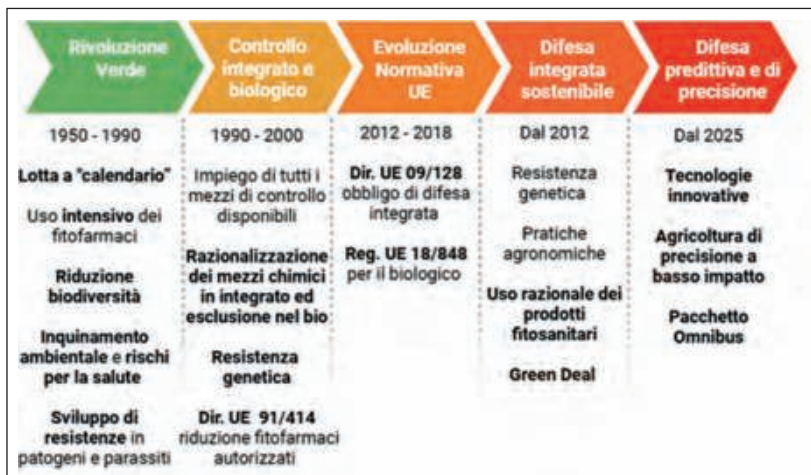 Rivoluzione
Verde
1950 - 1990
Lotta a "calendario"
Uso intensivo dei
fitofarmaci
Riduzione
biodiversità
Inquinamento
ambientale e rischi
per la salute
Sviluppo di
resistenze in
patogeni e parassiti
Controllo
integrato e
biologico
1990 - 2000
Impiego di tutti i
mezzi di controllo
disponibili
Razionalizzazione
dei mezzi chimici
in integrato ed
esclusione nel bio
Resistenza
genetica
Dir. UE 91/414
riduzione fitofarmaci
autorizzati
Evoluzione
Normativa
UE
2012 - 2018
Dir. UE 09/128
obbligo di difesa
integrata
Reg. UE 18/848
per il biologico
Difesa
integrata
sostenibile
Dal 2012
Resistenza
genetica
Pratiche
agronomiche
Uso razionale dei
prodotti
fitosanitari
Green Deal
Difesa
predittiva e di
precisione
Dal 2025
Tecnologie
innovative
Agricoltura di
precisione a
basso impatto
Pacchetto
Omnibus